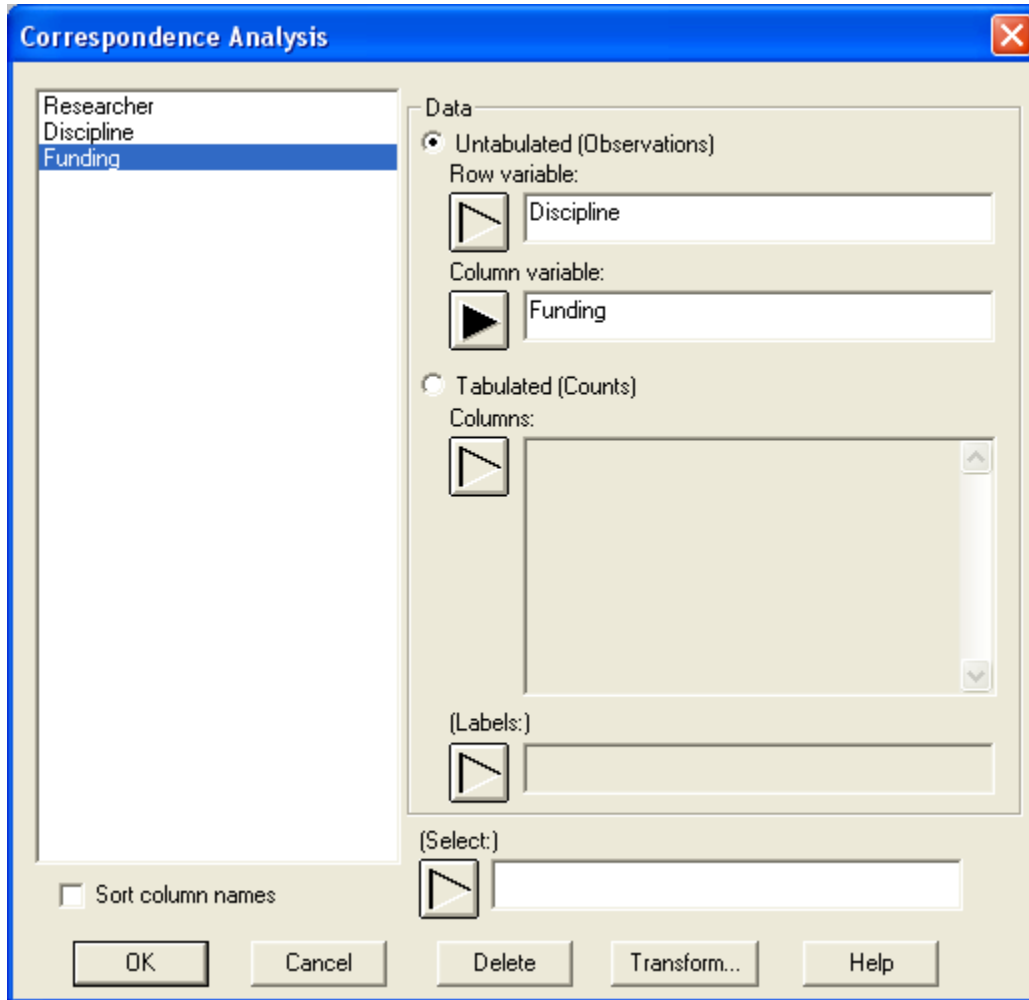 Correspondence Analysis
Researcher
Discipline
Funding
Data
Untabulated (Observations)
Row variable:
Discipline
Column variable:
Funding
Tabulated (Counts)
Columns:
(Labels:)
(Select:)
Sort column names
OK
Cancel
Delete
Transform...
Help